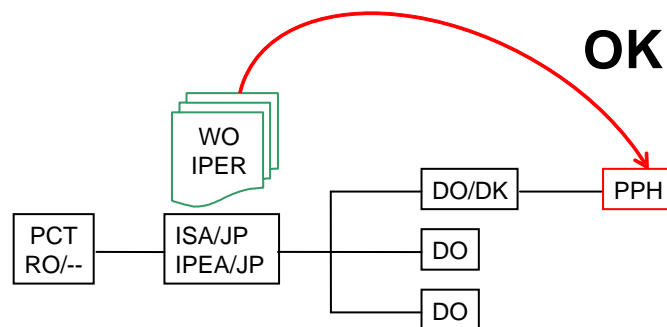 OK
WO
IPER
DO/DK
PPH
PCT
RO/--
ISA/JP
IPEA/JP
DO
DO